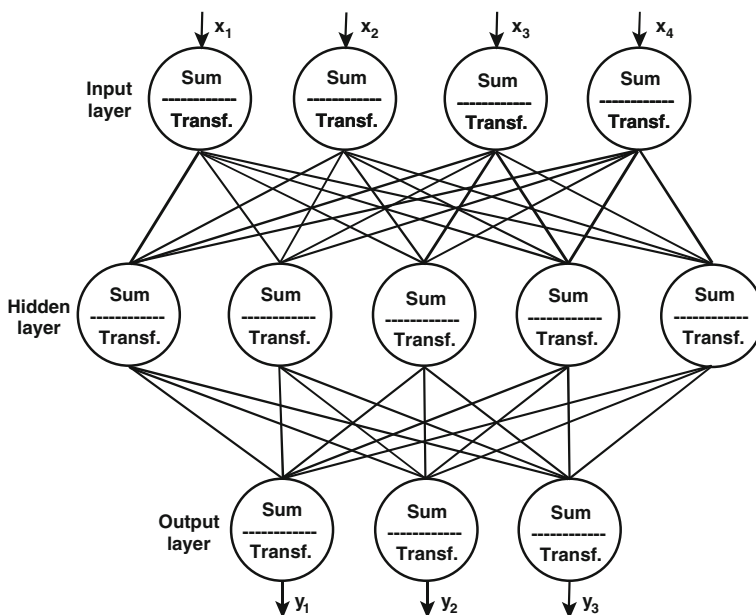 x1 x2 x3 x4
Input
layer
Sum Sum Sum Sum
------------- ------------- ------------- -------------
Transf. Transf. Transf. Transf.
Hidden
layer
Sum Sum Sum Sum Sum
------------- ------------- ------------- ------------- -------------
Transf. Transf. Transf. Transf. Transf.
Output
layer
Sum Sum Sum
------------- ------------- -------------
Transf. Transf. Transf.
y1 y2 y3